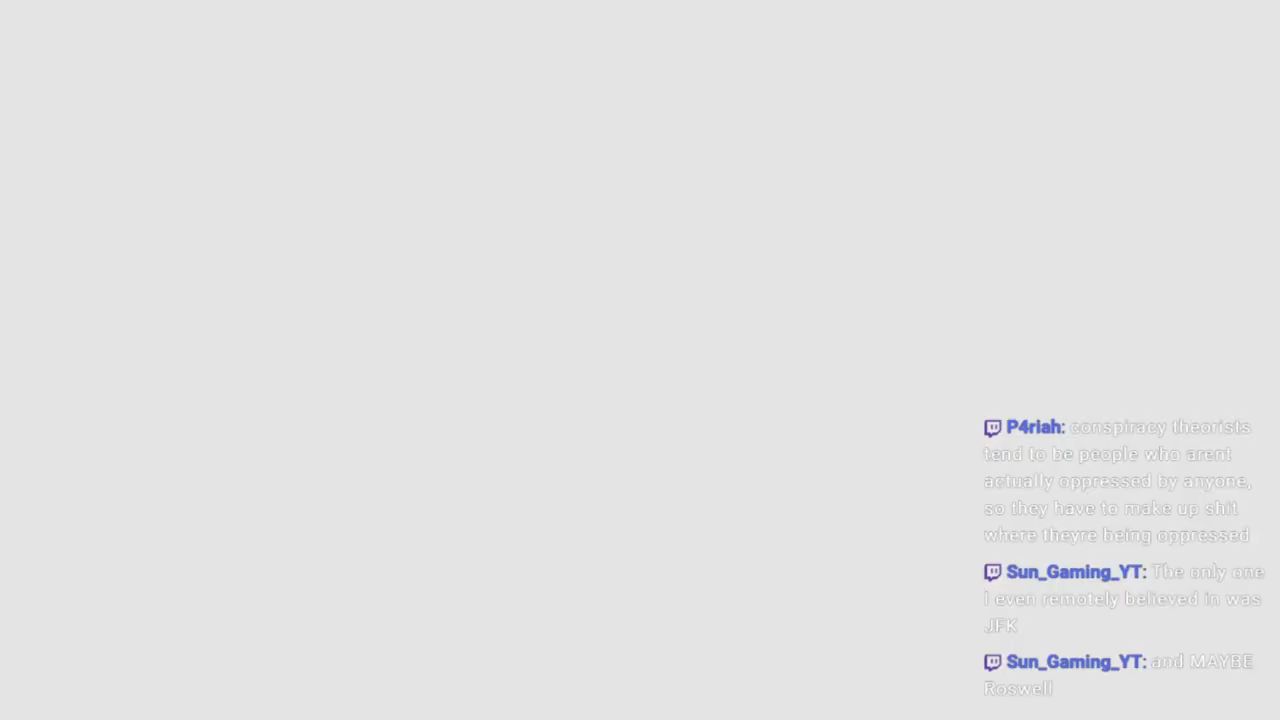 P4riah: conspiracy theorists
tend to be people who arent
actually oppressed by anyone,
so they have to make up shit
where theyre being oppressed
Sun_Gaming_YT: The only one
I even remotely believed in was
JFK
Sun_Gaming_YT: and MAYBE
Roswell